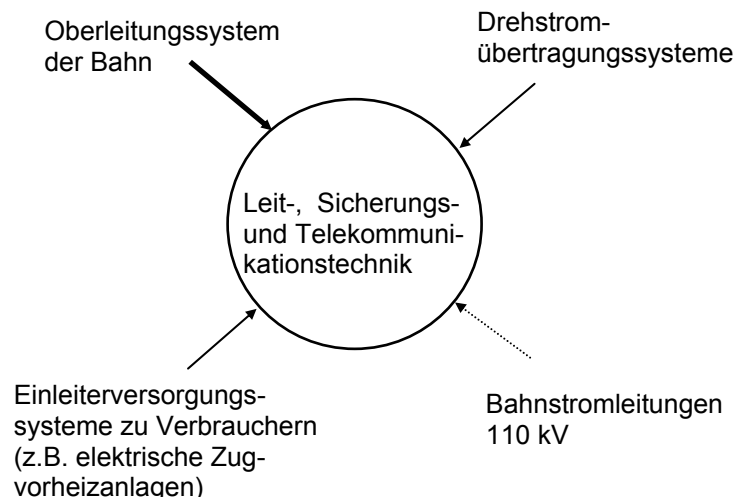 Oberleitungssystem
der Bahn
Drehstrom-
übertragungssysteme
Leit-, Sicherungs-
und Telekommuni-
kationstechnik
Einleiterversorgungs-
systeme zu Verbrauchern
(z.B. elektrische Zug-
vorheizanlagen)
Bahnstromleitungen
110 kV